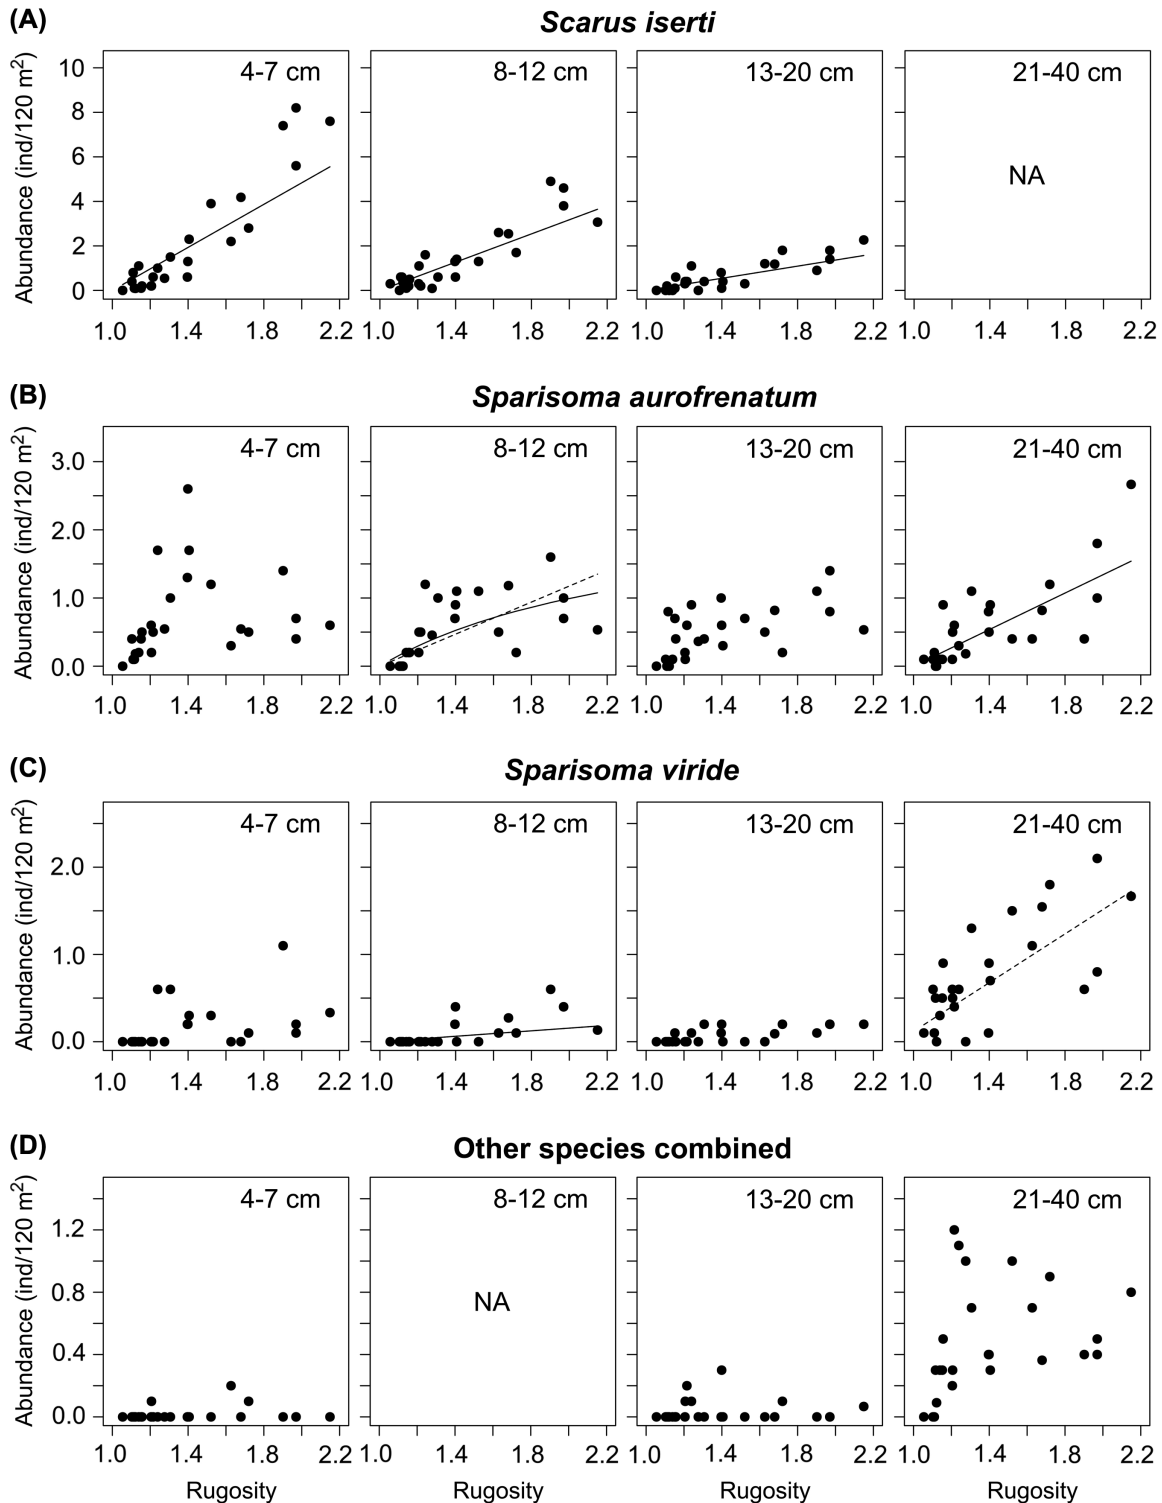 (A) Scarus iserti
Abundance (ind/120 m²)
4-7 cm 8-12 cm 13-20 cm 21-40 cm
10
8
6
4
2
0
NA
1.0 1.4 1.8 2.2 1.0 1.4 1.8 2.2 1.0 1.4 1.8 2.2 1.0 1.4 1.8 2.2
(B) Sparisoma aurofrenatum
Abundance (ind/120 m²)
4-7 cm 8-12 cm 13-20 cm 21-40 cm
3.0
2.0
1.0
0.0
1.0 1.4 1.8 2.2 1.0 1.4 1.8 2.2 1.0 1.4 1.8 2.2 1.0 1.4 1.8 2.2
(C) Sparisoma viride
Abundance (ind/120 m²)
4-7 cm 8-12 cm 13-20 cm 21-40 cm
2.0
1.0
0.0
1.0 1.4 1.8 2.2 1.0 1.4 1.8 2.2 1.0 1.4 1.8 2.2 1.0 1.4 1.8 2.2
(D) Other species combined
Abundance (ind/120 m²)
4-7 cm 8-12 cm 13-20 cm 21-40 cm
1.2
0.8
0.4
0.0
NA
1.0 1.4 1.8 2.2 1.0 1.4 1.8 2.2 1.0 1.4 1.8 2.2 1.0 1.4 1.8 2.2
Rugosity Rugosity Rugosity Rugosity